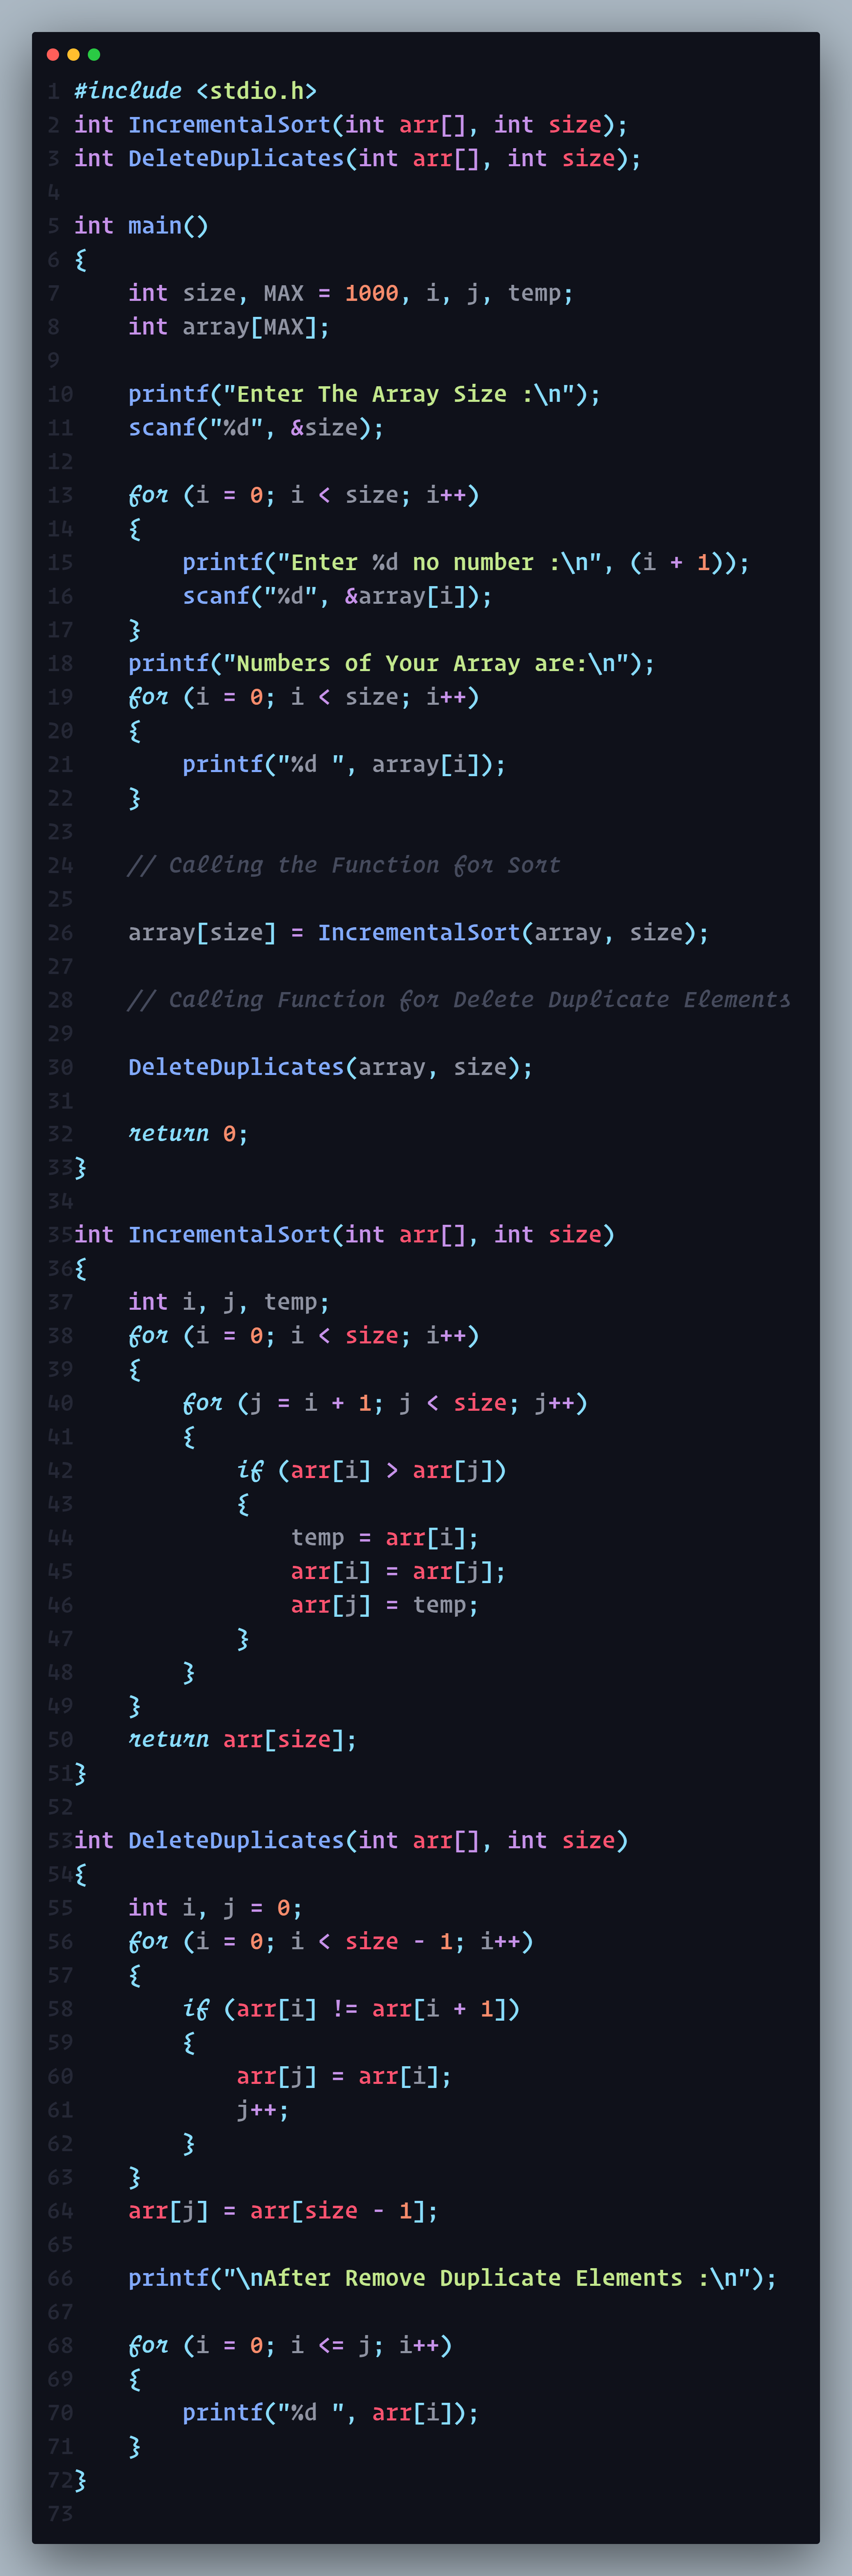 1 #include <stdio.h>
2 int IncrementalSort(int arr[], int size);
3 int DeleteDuplicates(int arr[], int size);
4
5 int main()
6 {
7     int size, MAX = 1000, i, j, temp;
8     int array[MAX];
9
10     printf("Enter The Array Size :\n");
11     scanf("%d", &size);
12
13     for (i = 0; i < size; i++)
14     {
15         printf("Enter %d no number :\n", (i + 1));
16         scanf("%d", &array[i]);
17     }
18     printf("Numbers of Your Array are:\n");
19     for (i = 0; i < size; i++)
20     {
21         printf("%d ", array[i]);
22     }
23
24     // Calling the Function for Sort
25
26     array[size] = IncrementalSort(array, size);
27
28     // Calling Function for Delete Duplicate Elements
29
30     DeleteDuplicates(array, size);
31
32     return 0;
33 }
34
35 int IncrementalSort(int arr[], int size)
36 {
37     int i, j, temp;
38     for (i = 0; i < size; i++)
39     {
40         for (j = i + 1; j < size; j++)
41         {
42             if (arr[i] > arr[j])
43             {
44                 temp = arr[i];
45                 arr[i] = arr[j];
46                 arr[j] = temp;
47             }
48         }
49     }
50     return arr[size];
51 }
52
53 int DeleteDuplicates(int arr[], int size)
54 {
55     int i, j = 0;
56     for (i = 0; i < size - 1; i++)
57     {
58         if (arr[i] != arr[i + 1])
59         {
60             arr[j] = arr[i];
61             j++;
62         }
63     }
64     arr[j] = arr[size - 1];
65
66     printf("\nAfter Remove Duplicate Elements :\n");
67
68     for (i = 0; i <= j; i++)
69     {
70         printf("%d ", arr[i]);
71     }
72 }
73